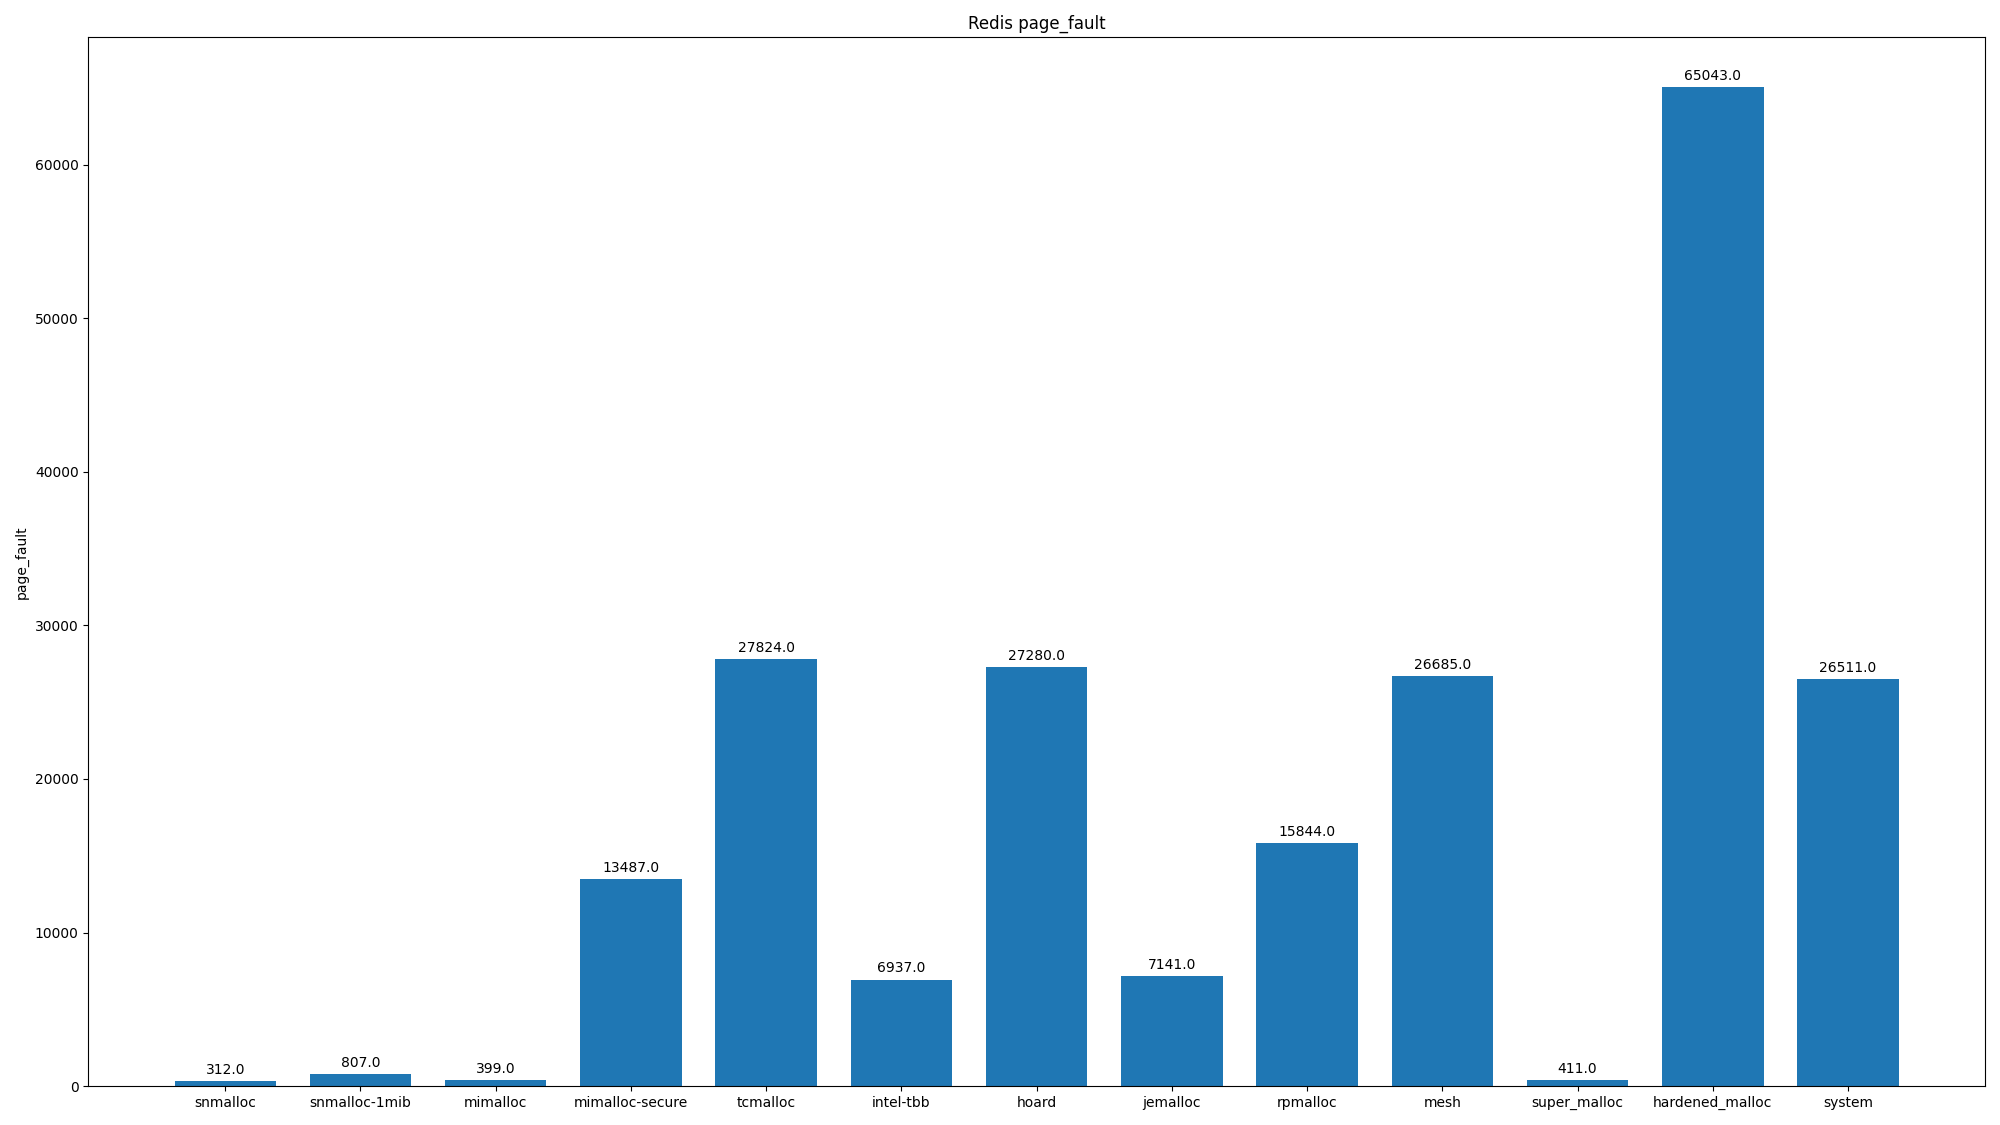 Redis page_fault
page_fault
60000
50000
40000
30000
20000
10000
0
312.0
807.0
399.0
13487.0
27824.0
6937.0
27280.0
7141.0
15844.0
26685.0
411.0
65043.0
26511.0
snmalloc
snmalloc-1mib
mimalloc
mimalloc-secure
tcmalloc
intel-tbb
hoard
jemalloc
rpmalloc
mesh
super_malloc
hardened_malloc
system